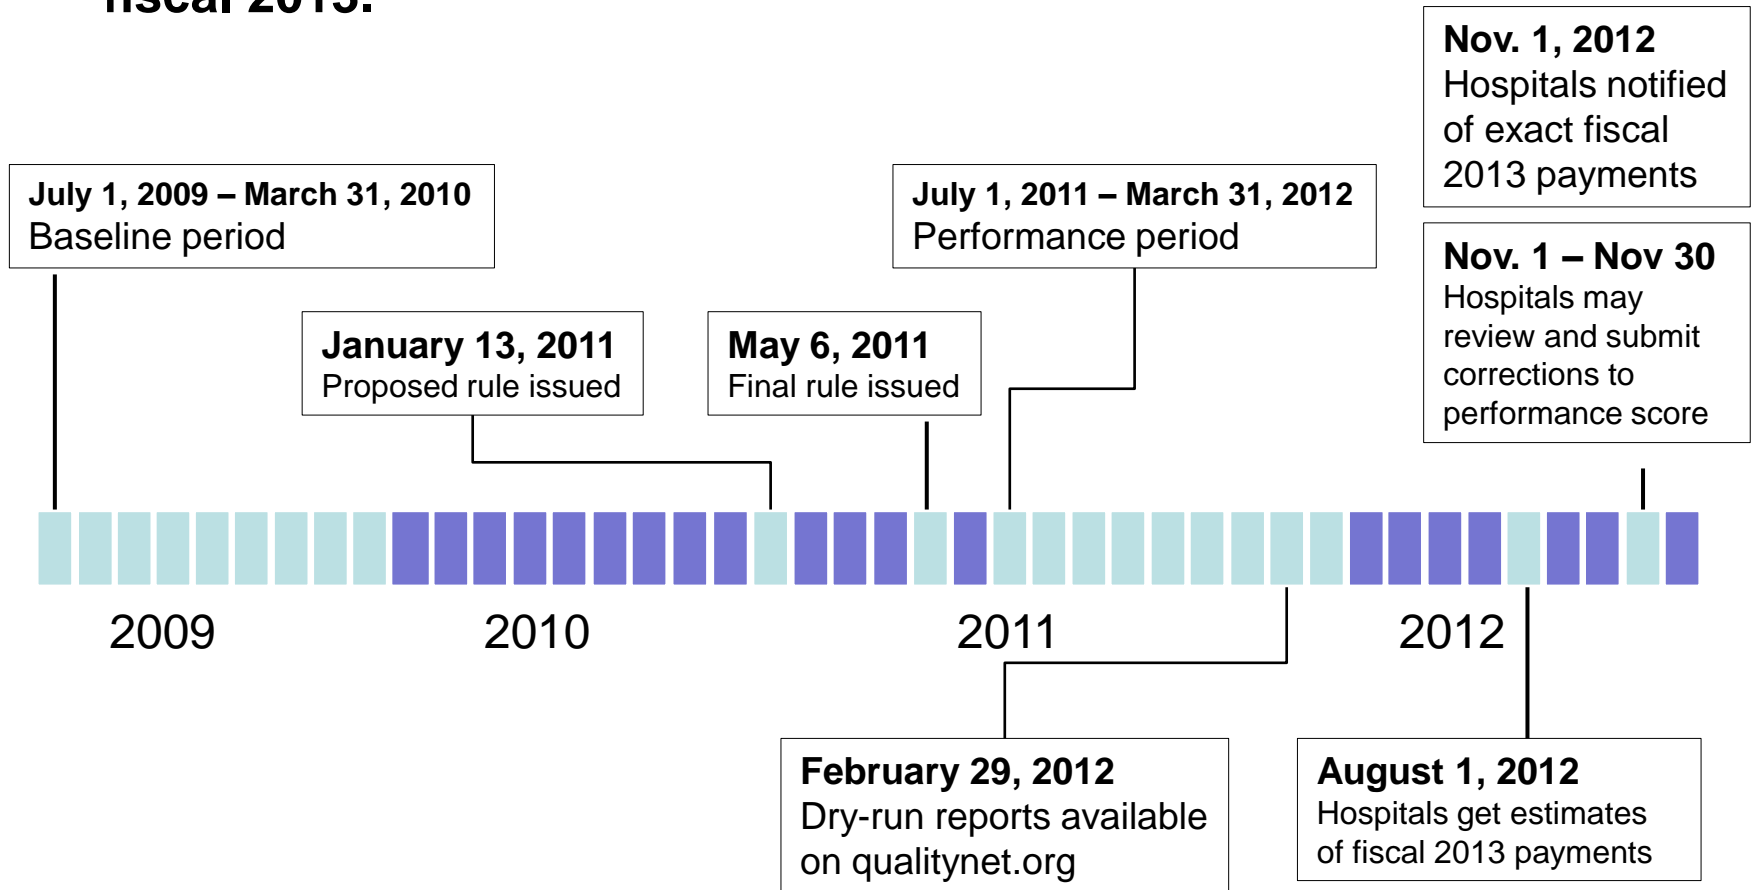 fiscal 2013.
Nov. 1, 2012
Hospitals notified
of exact fiscal
2013 payments
July 1, 2009 – March 31, 2010
Baseline period
July 1, 2011 – March 31, 2012
Performance period
Nov. 1 – Nov 30
Hospitals may
review and submit
corrections to
performance score
January 13, 2011
Proposed rule issued
May 6, 2011
Final rule issued
2009
2010
2011
2012
February 29, 2012
Dry-run reports available
on qualitynet.org
August 1, 2012
Hospitals get estimates
of fiscal 2013 payments